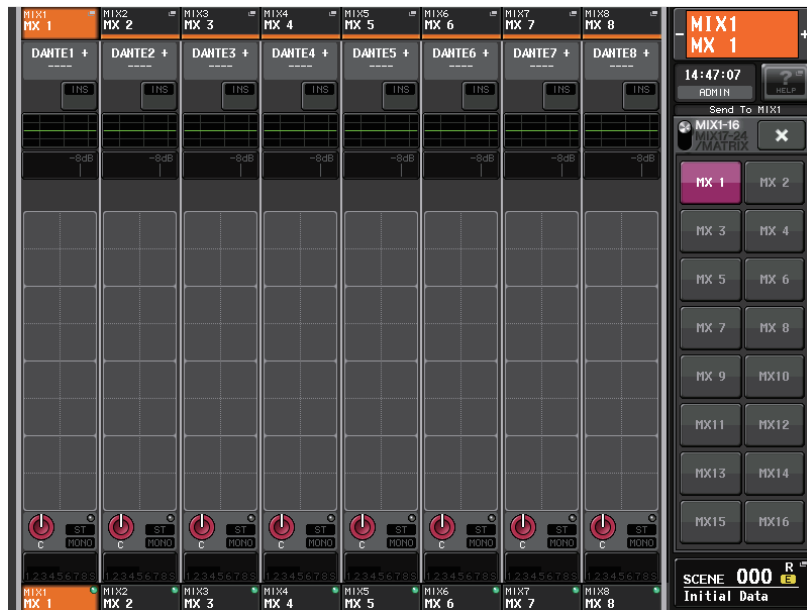 MIX1 MIX2 MIX3 MIX4 MIX5 MIX6 MIX7 MIX8
MX 1 MX 2 MX 3 MX 4 MX 5 MX 6 MX 7 MX 8
DANTE1 + DANTE2 + DANTE3 + DANTE4 + DANTE5 + DANTE6 + DANTE7 + DANTE8 +
---- ---- ---- ---- ---- ---- ---- ----
INS INS INS INS INS INS INS INS
-8dB -8dB -8dB -8dB -8dB -8dB -8dB -8dB
ST ST ST ST ST ST ST ST
C MONO C MONO C MONO C MONO C MONO C MONO C MONO C MONO
12345678S 12345678S 12345678S 12345678S 12345678S 12345678S 12345678S 12345678S
MIX1 MIX2 MIX3 MIX4 MIX5 MIX6 MIX7 MIX8
MX 1 MX 2 MX 3 MX 4 MX 5 MX 6 MX 7 MX 8
- MIX1 +
MX 1
14:47:07
ADMIN
?
HELP
Send To MIX1
MIX1-16
MIX17-24
/MATRIX
×
MX 1 MX 2
MX 3 MX 4
MX 5 MX 6
MX 7 MX 8
MX 9 MX10
MX11 MX12
MX13 MX14
MX15 MX16
SCENE 000 R
E
Initial Data